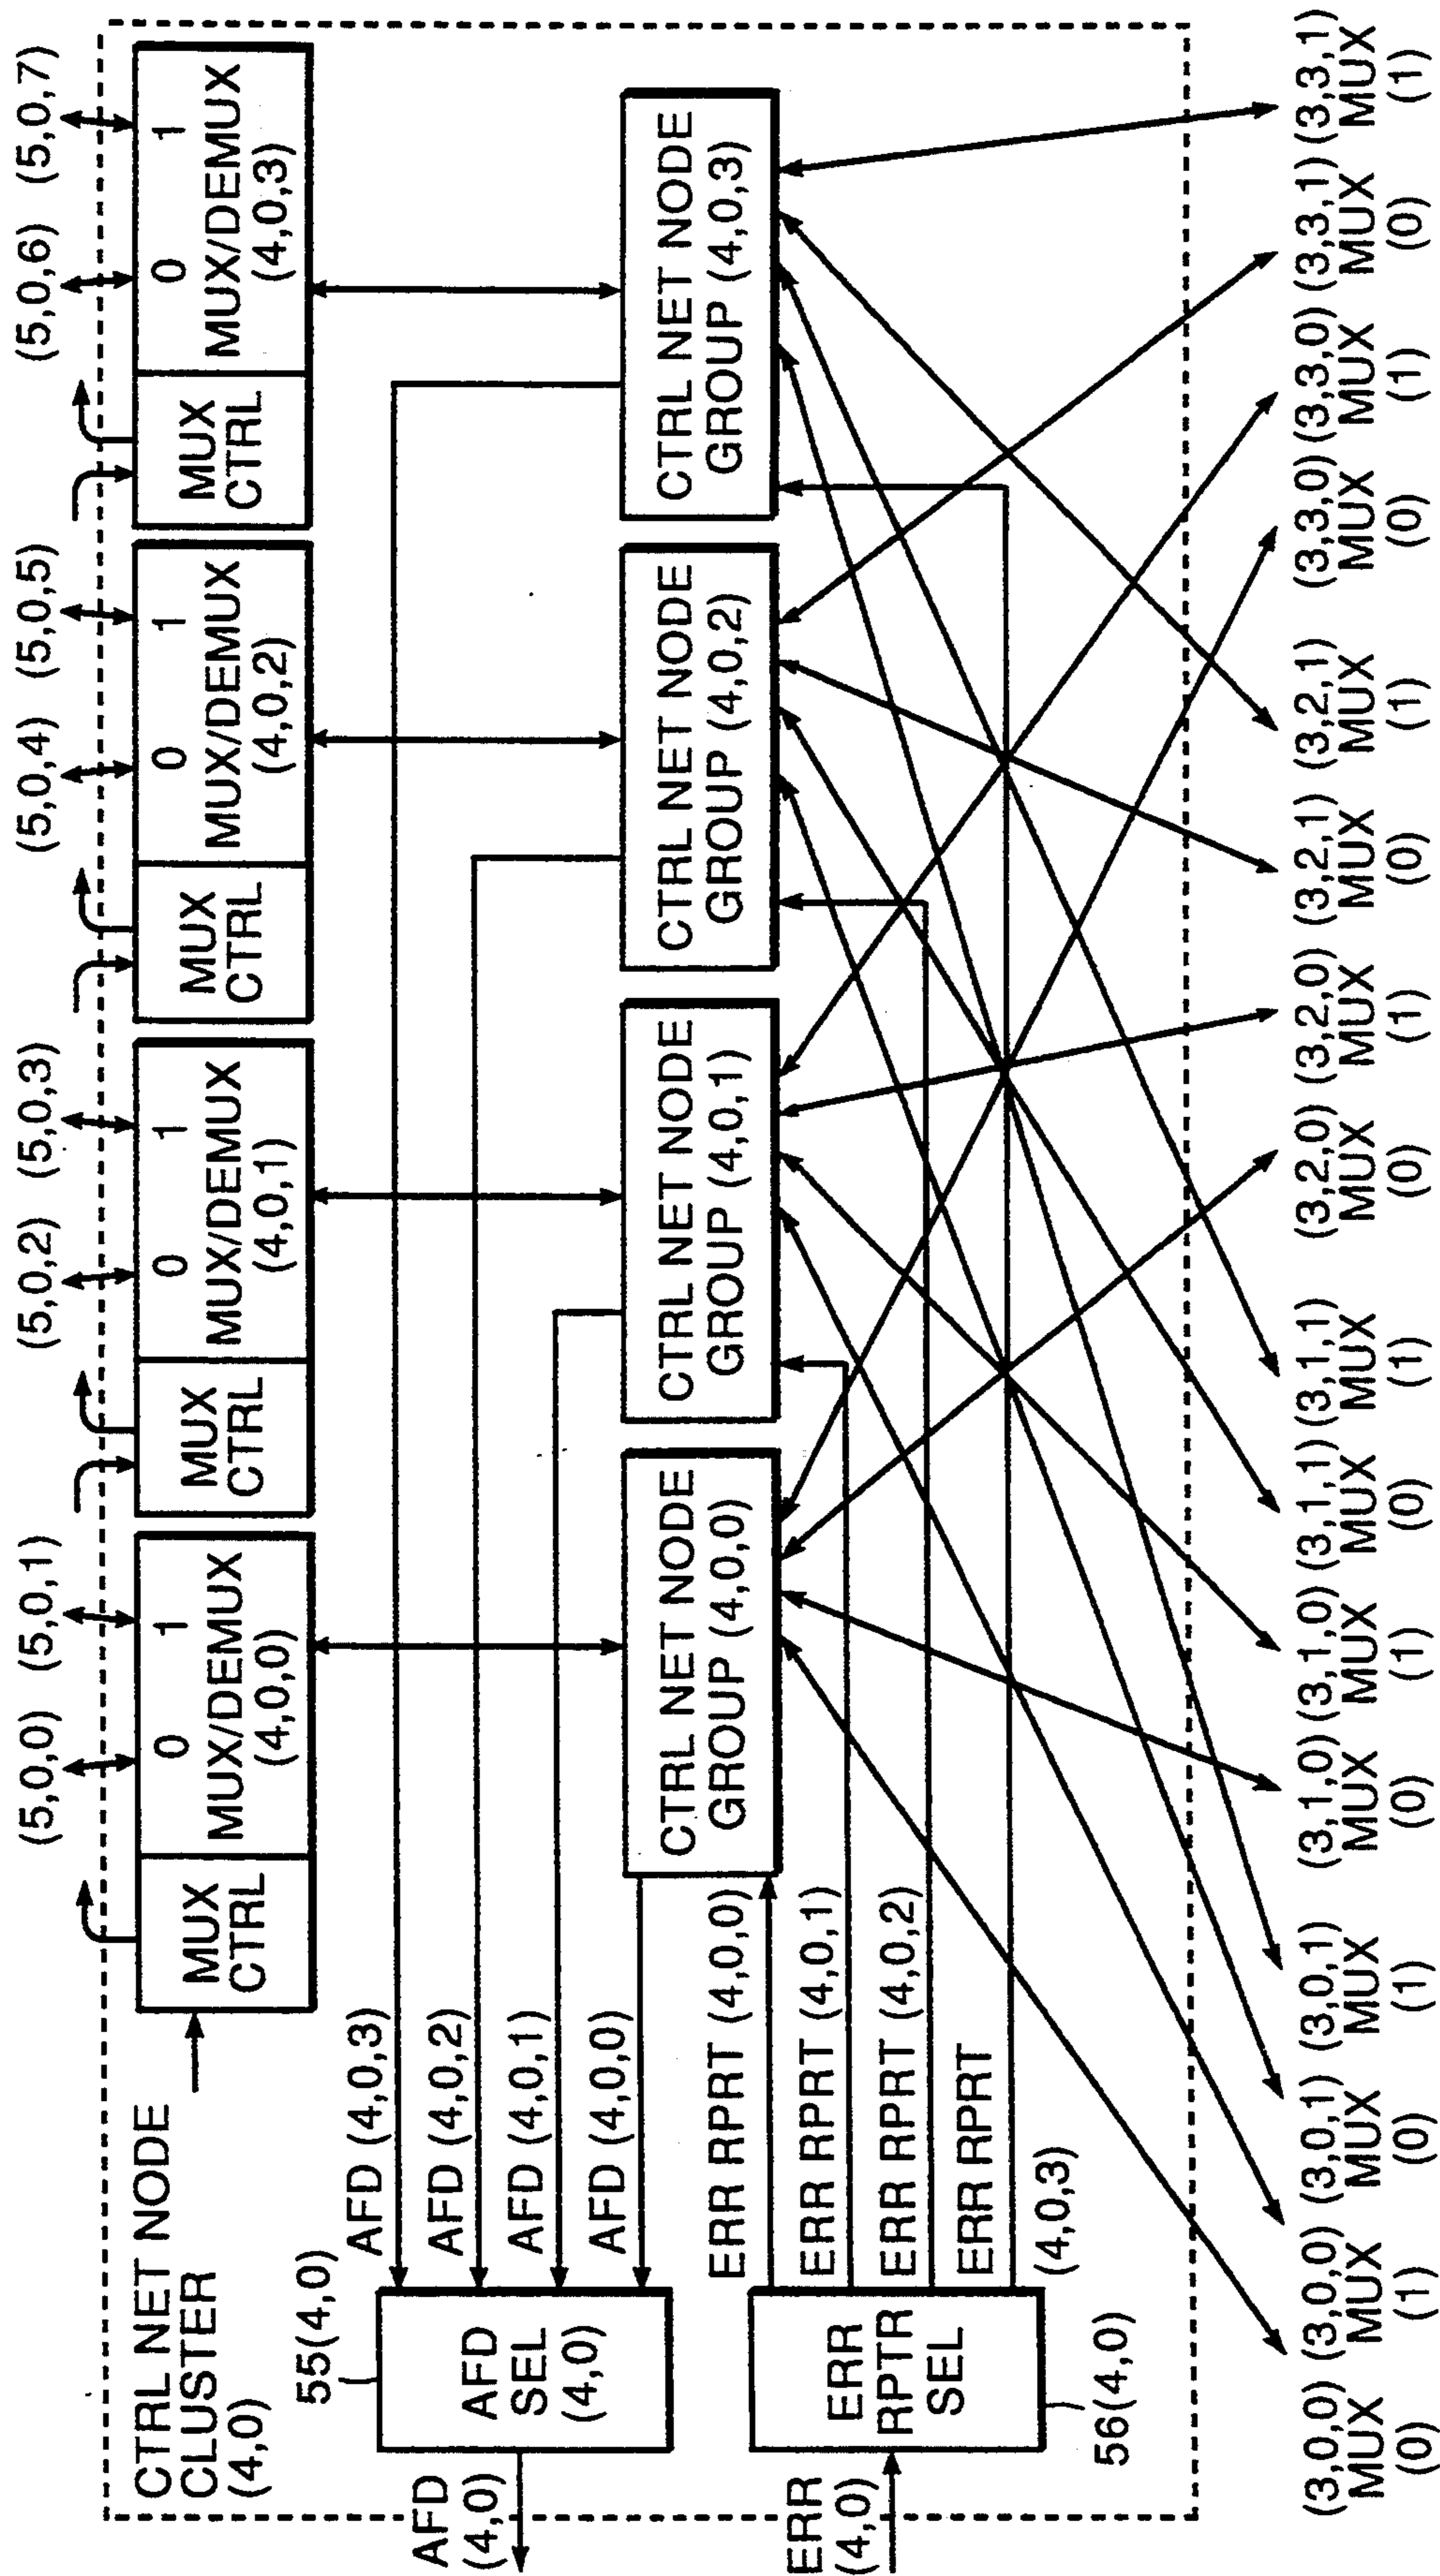 (5,0,0) (5,0,1) (5,0,2) (5,0,3) (5,0,4) (5,0,5) (5,0,6) (5,0,7)
CTRL NET NODE
CLUSTER
(4,0)
MUX
CTRL
0 1
MUX/DEMUX
(4,0,0)
MUX
CTRL
0 1
MUX/DEMUX
(4,0,1)
MUX
CTRL
0 1
MUX/DEMUX
(4,0,2)
MUX
CTRL
0 1
MUX/DEMUX
(4,0,3)
55(4,0)
AFD (4,0,3)
AFD (4,0,2)
AFD (4,0,1)
AFD (4,0,0)
AFD
SEL
(4,0)
AFD
(4,0)
CTRL NET NODE
GROUP (4,0,0)
CTRL NET NODE
GROUP (4,0,1)
CTRL NET NODE
GROUP (4,0,2)
CTRL NET NODE
GROUP (4,0,3)
ERR RPRT (4,0,0)
ERR RPRT (4,0,1)
ERR RPRT (4,0,2)
ERR RPRT
(4,0,3)
ERR
RPTR
SEL
ERR
(4,0)
56(4,0)
(3,0,0) (3,0,0) (3,0,1) (3,0,1) (3,1,0) (3,1,0) (3,1,1) (3,1,1) (3,2,0) (3,2,0) (3,2,1) (3,2,1) (3,3,0) (3,3,0) (3,3,1) (3,3,1)
MUX MUX MUX MUX MUX MUX MUX MUX MUX MUX MUX MUX MUX MUX MUX MUX
(0) (1) (0) (1) (0) (1) (0) (1) (0) (1) (0) (1) (0) (1) (0) (1)